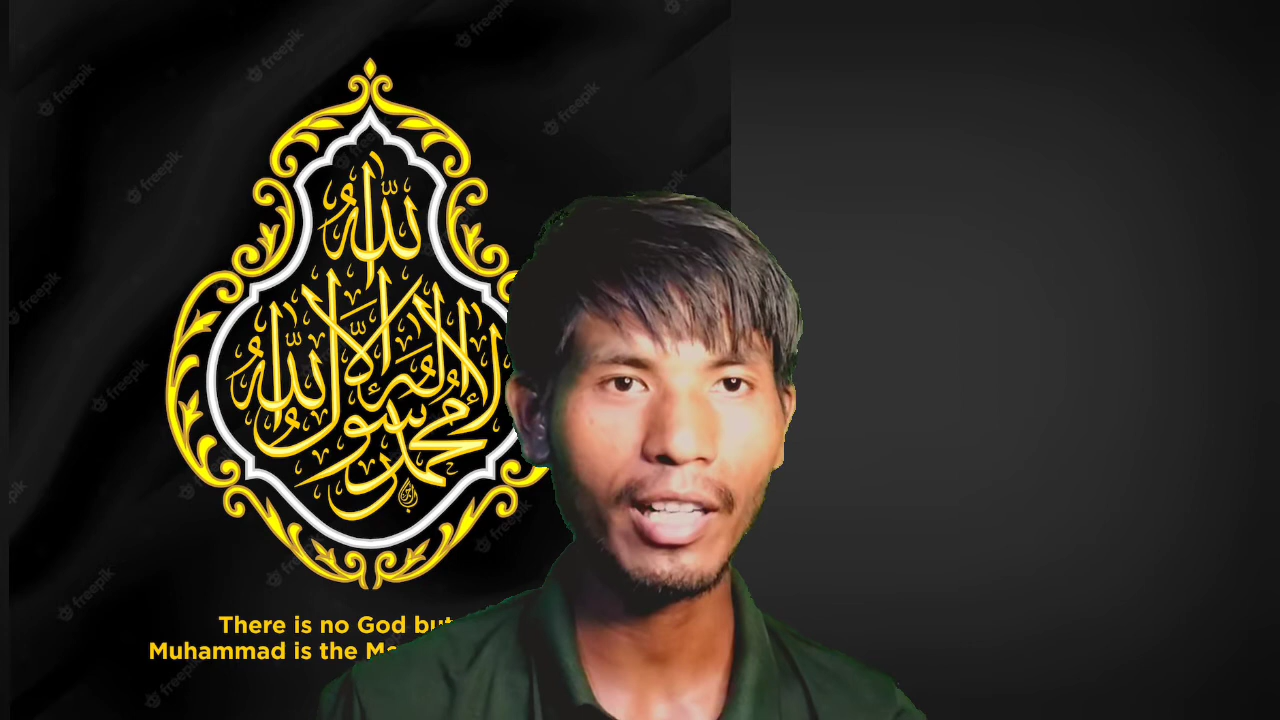 لا إله إلا الله
محمد رسول الله
There is no God but
Muhammad is the
freepik